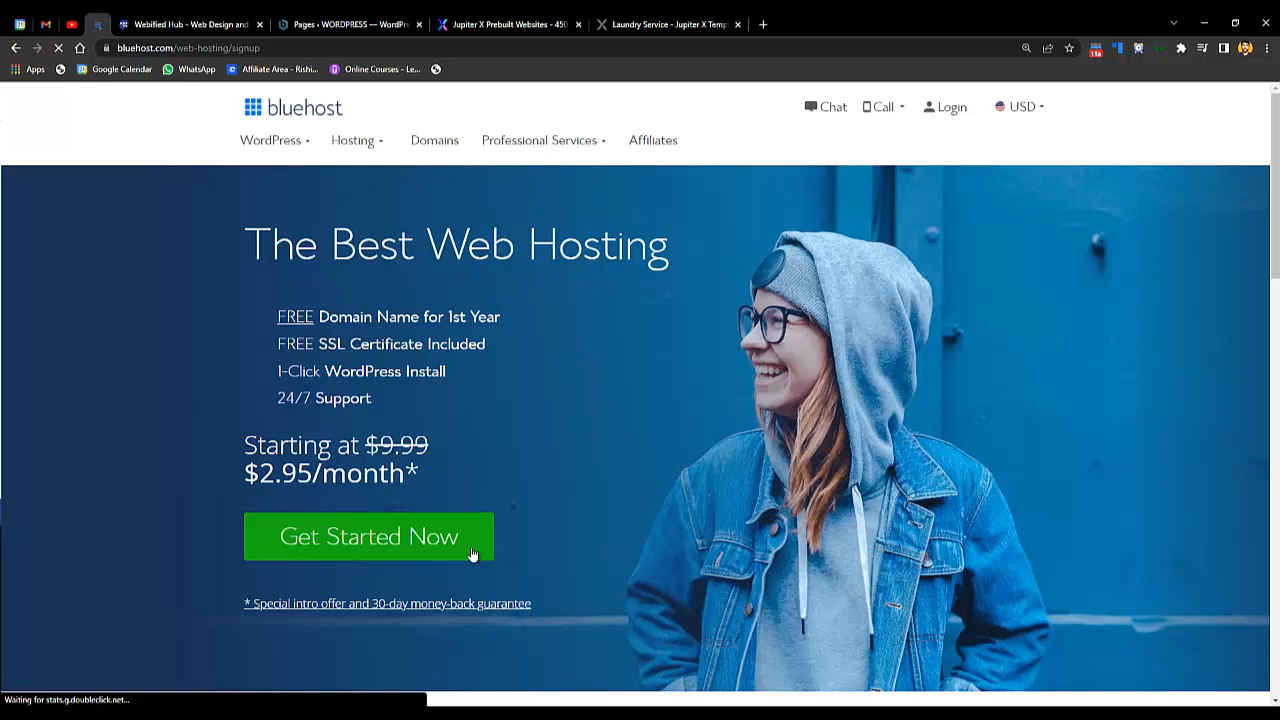 Webified Hub - Web Design and
Pages ‹ WORDPRESS — WordPr
Jupiter X Prebuilt Websites - 450
Laundry Service - Jupiter X Temp
bluehost.com/web-hosting/signup
Apps
Google Calendar
WhatsApp
Affiliate Area - Rishi...
Online Courses - Le...
bluehost
Chat
Call
Login
USD
WordPress
Hosting
Domains
Professional Services
Affiliates
The Best Web Hosting
FREE Domain Name for 1st Year
FREE SSL Certificate Included
1-Click WordPress Install
24/7 Support
Starting at $9.99
$2.95/month*
Get Started Now
* Special intro offer and 30-day money-back guarantee
Waiting for stats.g.doubleclick.net...